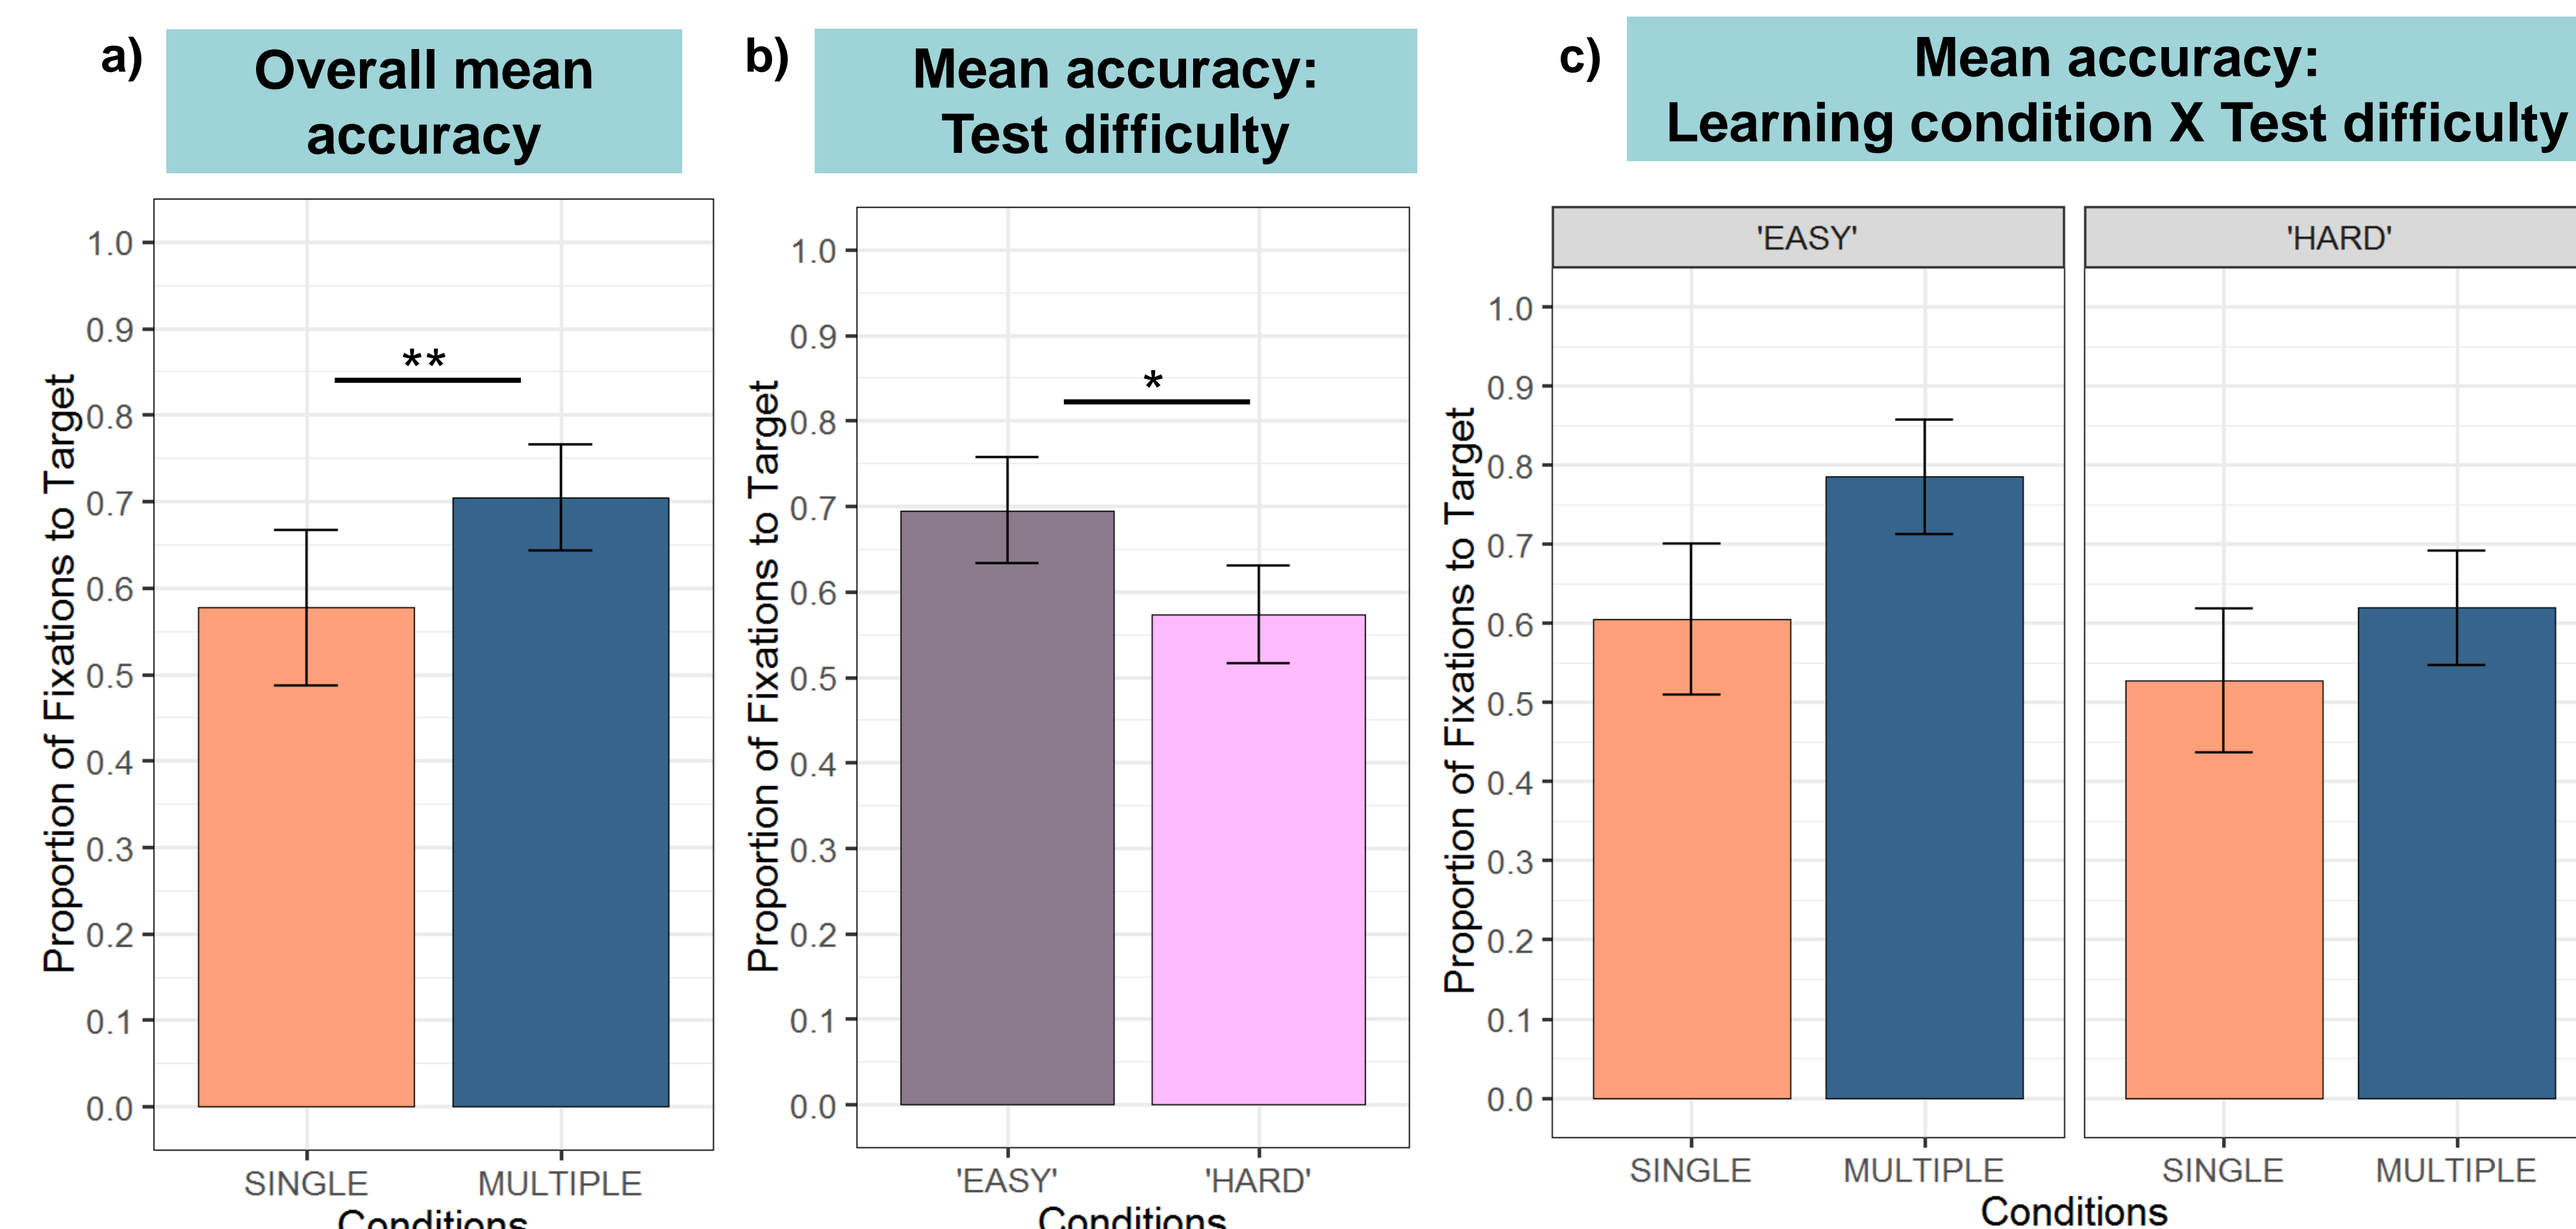 a)
Overall mean
accuracy
**
1.0
0.9
0.8
0.7
0.6
0.5
0.4
0.3
0.2
0.1
0.0
Proportion of Fixations to Target
SINGLE MULTIPLE
Conditions
b)
Mean accuracy:
Test difficulty
*
1.0
0.9
0.8
0.7
0.6
0.5
0.4
0.3
0.2
0.1
0.0
Proportion of Fixations to Target
'EASY' 'HARD'
Conditions
c)
Mean accuracy:
Learning condition X Test difficulty
'EASY' 'HARD'
1.0
0.9
0.8
0.7
0.6
0.5
0.4
0.3
0.2
0.1
0.0
Proportion of Fixations to Target
SINGLE MULTIPLE SINGLE MULTIPLE
Conditions